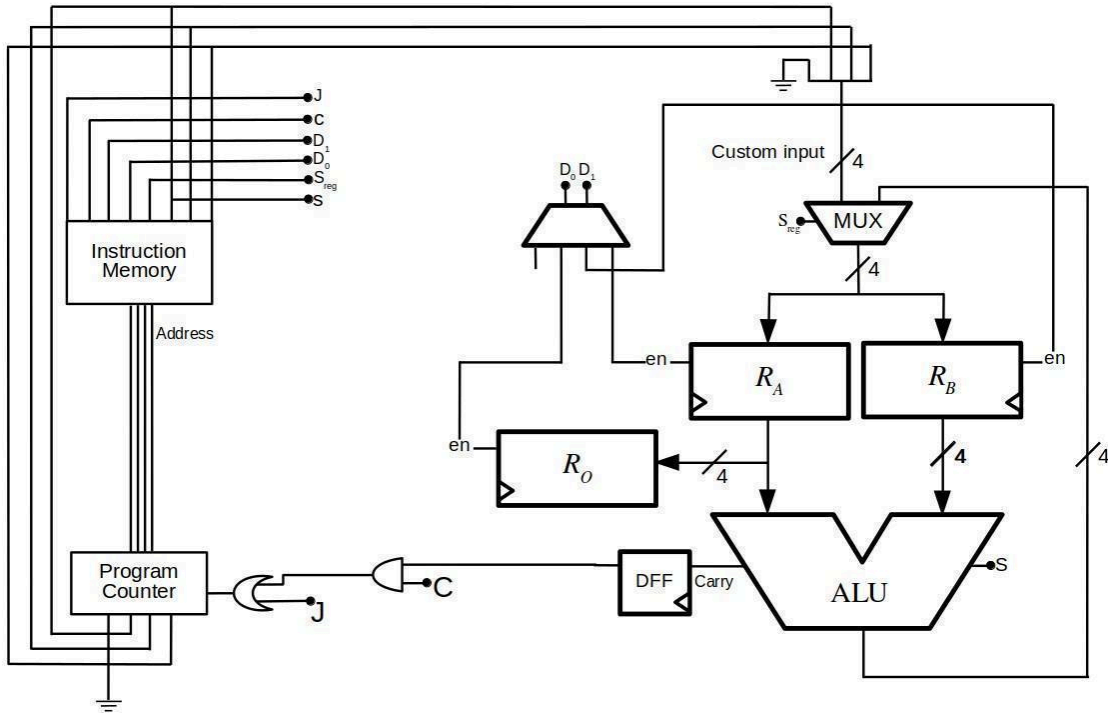 J
c
D1
D0
Sreg
s
Custom input
4
D0 D1
Instruction
Memory
Sreg
MUX
4
Address
en
RA
RB
en
en
RO
4
4
4
Program
Counter
C
J
DFF
Carry
ALU
S